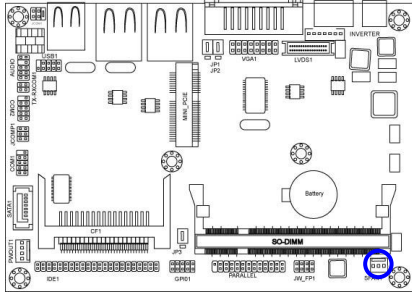 INVERTER
USB1
AUDIO
TX-RXCOM1
JP1
JP2
VGA1
LVDS1
MINI_PCIE
JCOMP1
COM1
SATA1
Battery
CF1
PWOUT1
JP3
SO-DIMM
IDE1
GPIO1
PARALLEL
JW_FP1